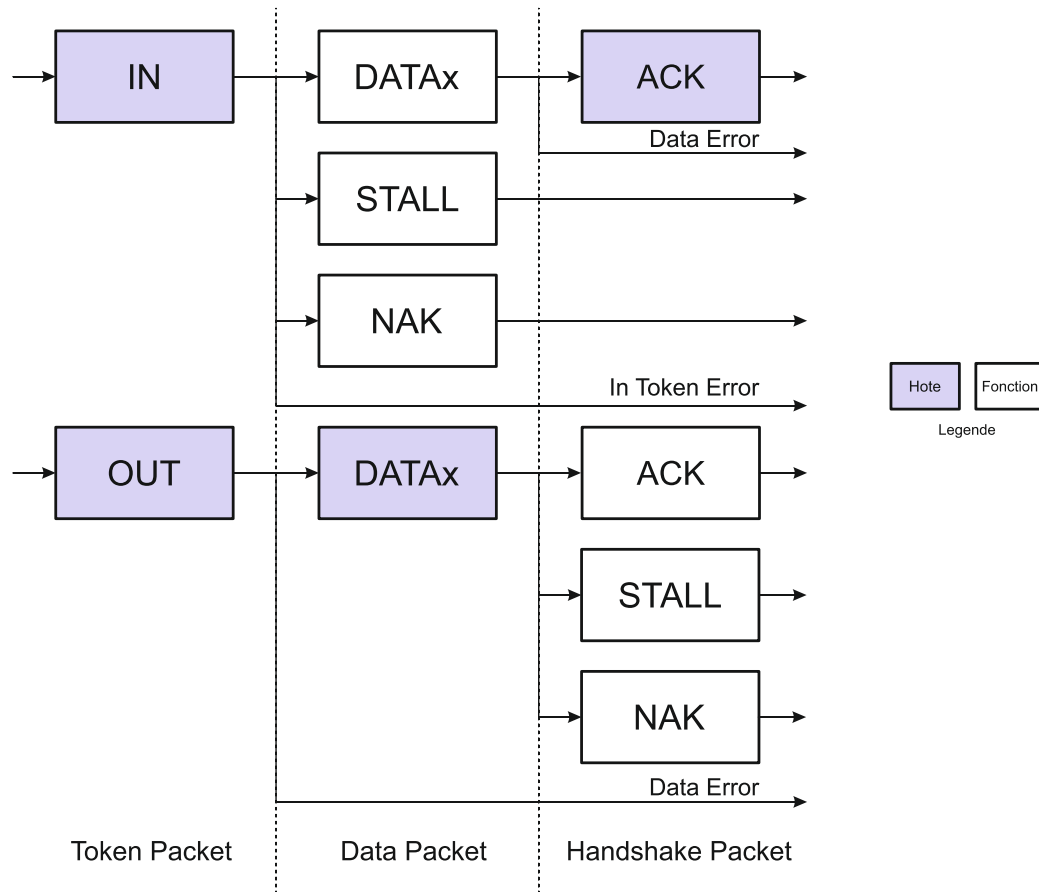 IN
DATAx
ACK
Data Error
STALL
NAK
In Token Error
Hote
Fonction
Legende
OUT
DATAx
ACK
STALL
NAK
Data Error
Token Packet
Data Packet
Handshake Packet